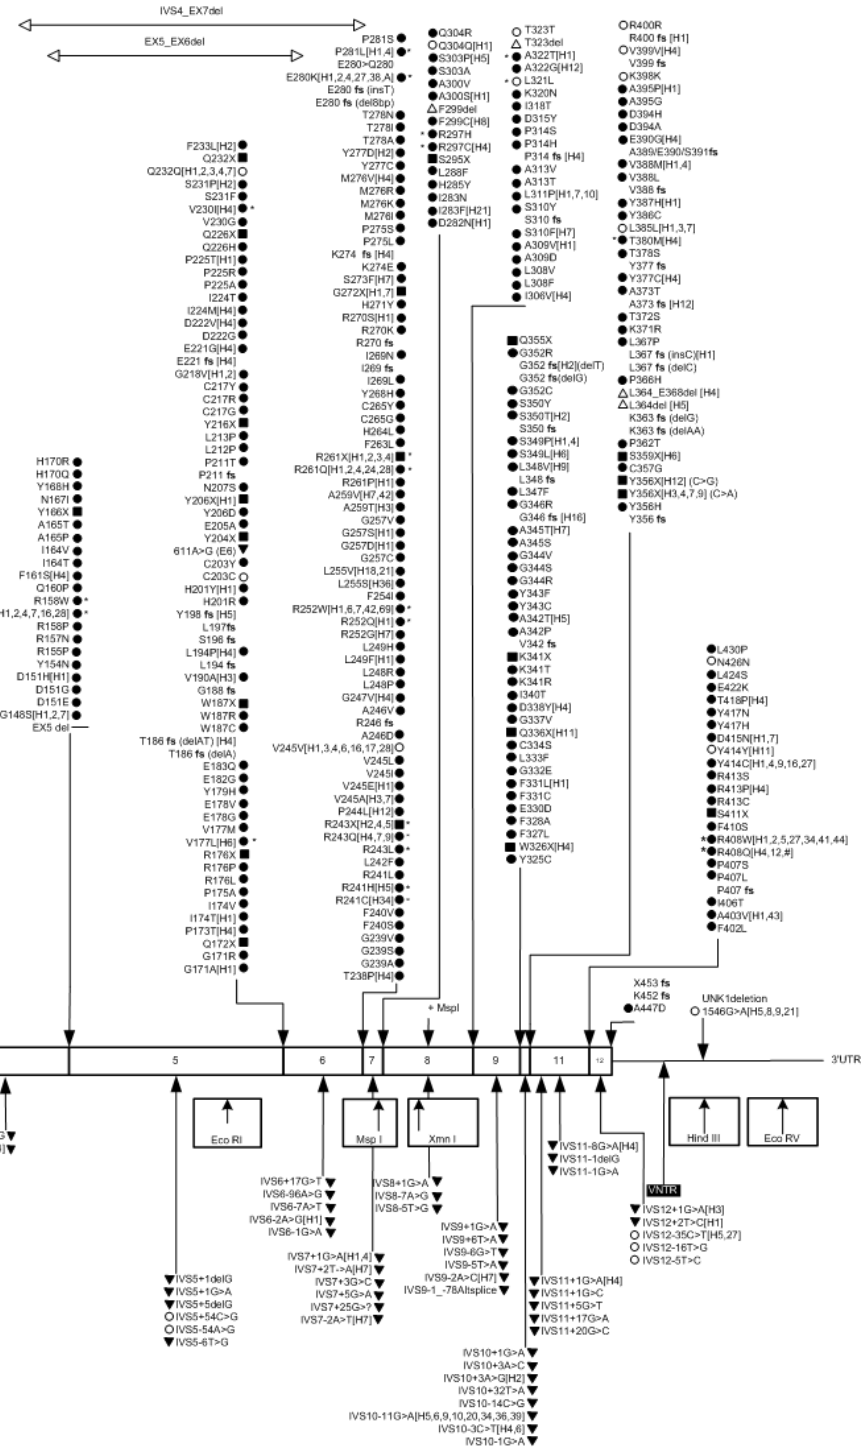 IVS4_EX7del
EX5_EX6del
H170R
H170Q
Y168H
N167I
Y166X
A165T
A165P
I164V
I164T
F161S[H4]
Q160P
R158W *
H1,2,4,7,16,28] *
R158P
R157N
R155P
Y154N
D151H[H1]
D151G
D151E
G148S[H1,2,7]
EX5 del
F233L[H2]
Q232X
Q232Q[H1,2,3,4,7]
S231P[H2]
S231F
V230I[H4] *
V230G
Q226X
Q226H
P225T[H1]
P225R
P225A
I224T
I224M[H4]
D222V[H4]
D222G
E221G[H4]
E221 fs [H4]
G218V[H1,2]
C217Y
C217R
C217G
Y216X
L213P
L212P
P211T
P211 fs
N207S
Y206X[H1]
Y206D
E205A
Y204X
611A>G (E6)
C203Y
C203C
H201Y[H1]
H201R
Y198 fs [H5]
L197fs
S196 fs
L194P[H4]
L194 fs
V190A[H3]
G188 fs
W187X
W187R
W187C
T186 fs (delAT) [H4]
T186 fs (delA)
E183Q
E182G
Y179H
E178V
E178G
V177M
V177L[H6] *
R176X
R176P
R176L
P175A
I174V
I174T[H1]
P173T[H4]
Q172X
G171R
G171A[H1]
P281S
P281L[H1,4] *
E280>Q280
E280K[H1,2,4,27,38,A] *
E280 fs (insT)
E280 fs (del8bp)
T278N
T278I
T278A
Y277D[H2]
Y277C
M276V[H4]
M276R
M276K
M276I
P275S
P275L
K274 fs [H4]
K274E
S273F[H7]
G272X[H1,7]
H271Y
R270S[H1]
R270K
R270 fs
I269N
I269 fs
I269L
Y268H
C265Y
C265G
H264L
F263L
R261X[H1,2,3,4] *
R261Q[H1,2,4,24,28] *
R261P[H1]
A259V[H7,42]
A259T[H3]
G257V
G257S[H1]
G257D[H1]
G257C
L255V[H18,21]
L255S[H36]
F254I
R252W[H1,6,7,42,69] *
R252Q[H1] *
R252G[H7]
L249H
L249F[H1]
L248R
L248P
G247V[H4]
A246V
R246 fs
A246D
V245V[H1,3,4,6,16,17,28]
V245L
V245I
V245E[H1]
V245A[H3,7]
P244L[H12]
R243X[H2,4,5] *
R243Q[H4,7,9] *
R243L *
L242F
R241L
R241H[H5] *
R241C[H34] *
F240V
F240S
G239V
G239S
G239A
T238P[H4]
Q304R
Q304Q[H1]
S303P[H5]
S303A
A300V
A300S[H1]
F299del
F299C[H8]
* R297H
* R297C[H4]
S295X
L288F
H285Y
I283N
I283F[H21]
D282N[H1]
T323T
T323del
* A322T[H1]
A322G[H12]
* L321L
K320N
I318T
D315Y
P314S
P314H
P314 fs [H4]
A313V
A313T
L311P[H1,7,10]
S310Y
S310 fs
S310F[H7]
A309V[H1]
A309D
L308V
L308F
I306V[H4]
Q355X
G352R
G352 fs[H2](delT)
G352 fs(delG)
G352C
S350Y
S350T[H2]
S350 fs
S349P[H1,4]
S349L[H6]
L348V[H9]
L348 fs
L347F
G346R
G346 fs [H16]
A345T[H7]
A345S
G344V
G344S
G344R
Y343F
Y343C
A342T[H5]
A342P
V342 fs
K341X
K341T
K341R
I340T
D338Y[H4]
G337V
Q336X[H11]
C334S
L333F
G332E
F331L[H1]
F331C
E330D
F328A
F327L
W326X[H4]
Y325C
R400R
R400 fs [H1]
V399V[H4]
V399 fs
K398K
A395P[H1]
A395G
D394H
D394A
E390G[H4]
A389/E390/S391fs
V388M[H1,4]
V388L
V388 fs
Y387H[H1]
Y386C
L385L[H1,3,7]
* T380M[H4]
T378S
Y377 fs
Y377C[H4]
A373T
A373 fs [H12]
T372S
K371R
L367P
L367 fs (insC)[H1]
L367 fs (delC)
P366H
L364_E368del [H4]
L364del [H5]
K363 fs (delG)
K363 fs (delAA)
P362T
S359X[H6]
C357G
Y356X[H12] (C>G)
Y356X[H3,4,7,9] (C>A)
Y356H
Y356 fs
L430P
N426N
L424S
E422K
T418P[H4]
Y417N
Y417H
D415N[H1,7]
Y414Y[H11]
Y414C[H1,4,9,16,27]
R413S
R413P[H4]
R413C
S411X
F410S
* R408W[H1,2,5,27,34,41,44]
* R408Q[H4,12,#]
P407S
P407L
P407 fs
I406T
A403V[H1,43]
F402L
X453 fs
K452 fs
A447D
UNK1deletion
1546G>A[H5,8,9,21]
+ MspI
5 6 7 8 9 11 12 3'UTR
Eco RI
Msp I
Xmn I
Hind III
Eco RV
VNTR
IVS5+1delG
IVS5+1G>A
IVS5+5delG
IVS5+54C>G
IVS5-54A>G
IVS5-6T>G
IVS6+17G>T
IVS6-96A>G
IVS6-7A>T
IVS6-2A>G[H1]
IVS6-1G>A
IVS7+1G>A[H1,4]
IVS7+2T->A[H7]
IVS7+3G>C
IVS7+5G>A
IVS7+25G>?
IVS7-2A>T[H7]
IVS8+1G>A
IVS8-7A>G
IVS8-5T>G
IVS9+1G>A
IVS9+6T>A
IVS9-6G>T
IVS9-5T>A
IVS9-2A>C[H7]
IVS9-1_-78Altsplice
IVS10+1G>A
IVS10+3A>C
IVS10+3A>G[H2]
IVS10+32T>A
IVS10-14C>G
IVS10-11G>A[H5,6,9,10,20,34,36,39]
IVS10-3C>T[H4,6]
IVS10-1G>A
IVS11-8G>A[H4]
IVS11-1delG
IVS11-1G>A
IVS11+1G>A[H4]
IVS11+1G>C
IVS11+5G>T
IVS11+17G>A
IVS11+20G>C
IVS12+1G>A[H3]
IVS12+2T>C[H1]
IVS12-35C>T[H5,27]
IVS12-16T>G
IVS12-5T>C